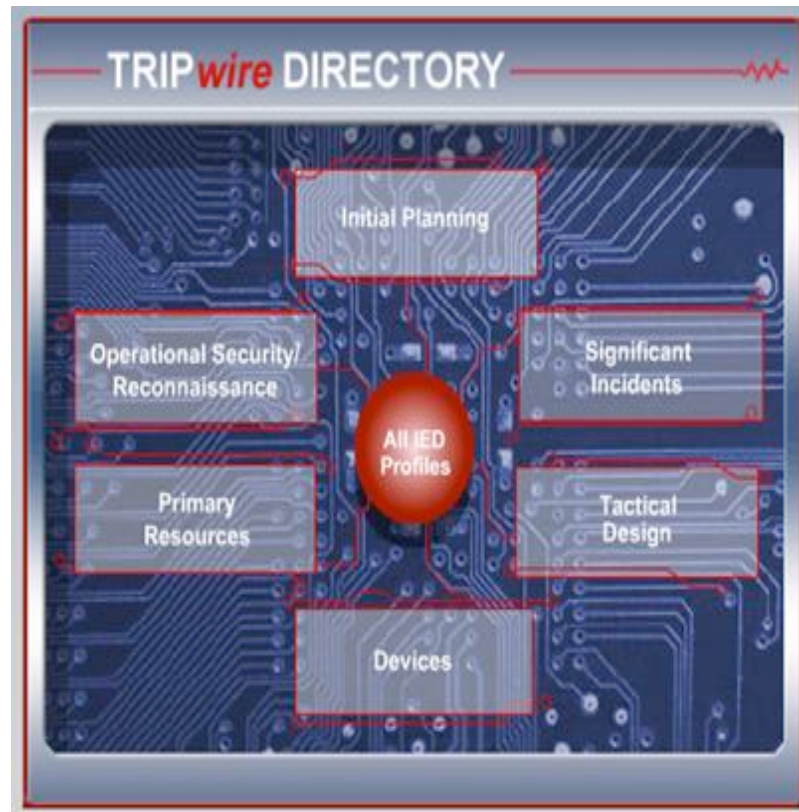 TRIPwire DIRECTORY
Initial Planning
Operational Security/
Reconnaissance
Significant
Incidents
All IED
Profiles
Primary
Resources
Tactical
Design
Devices